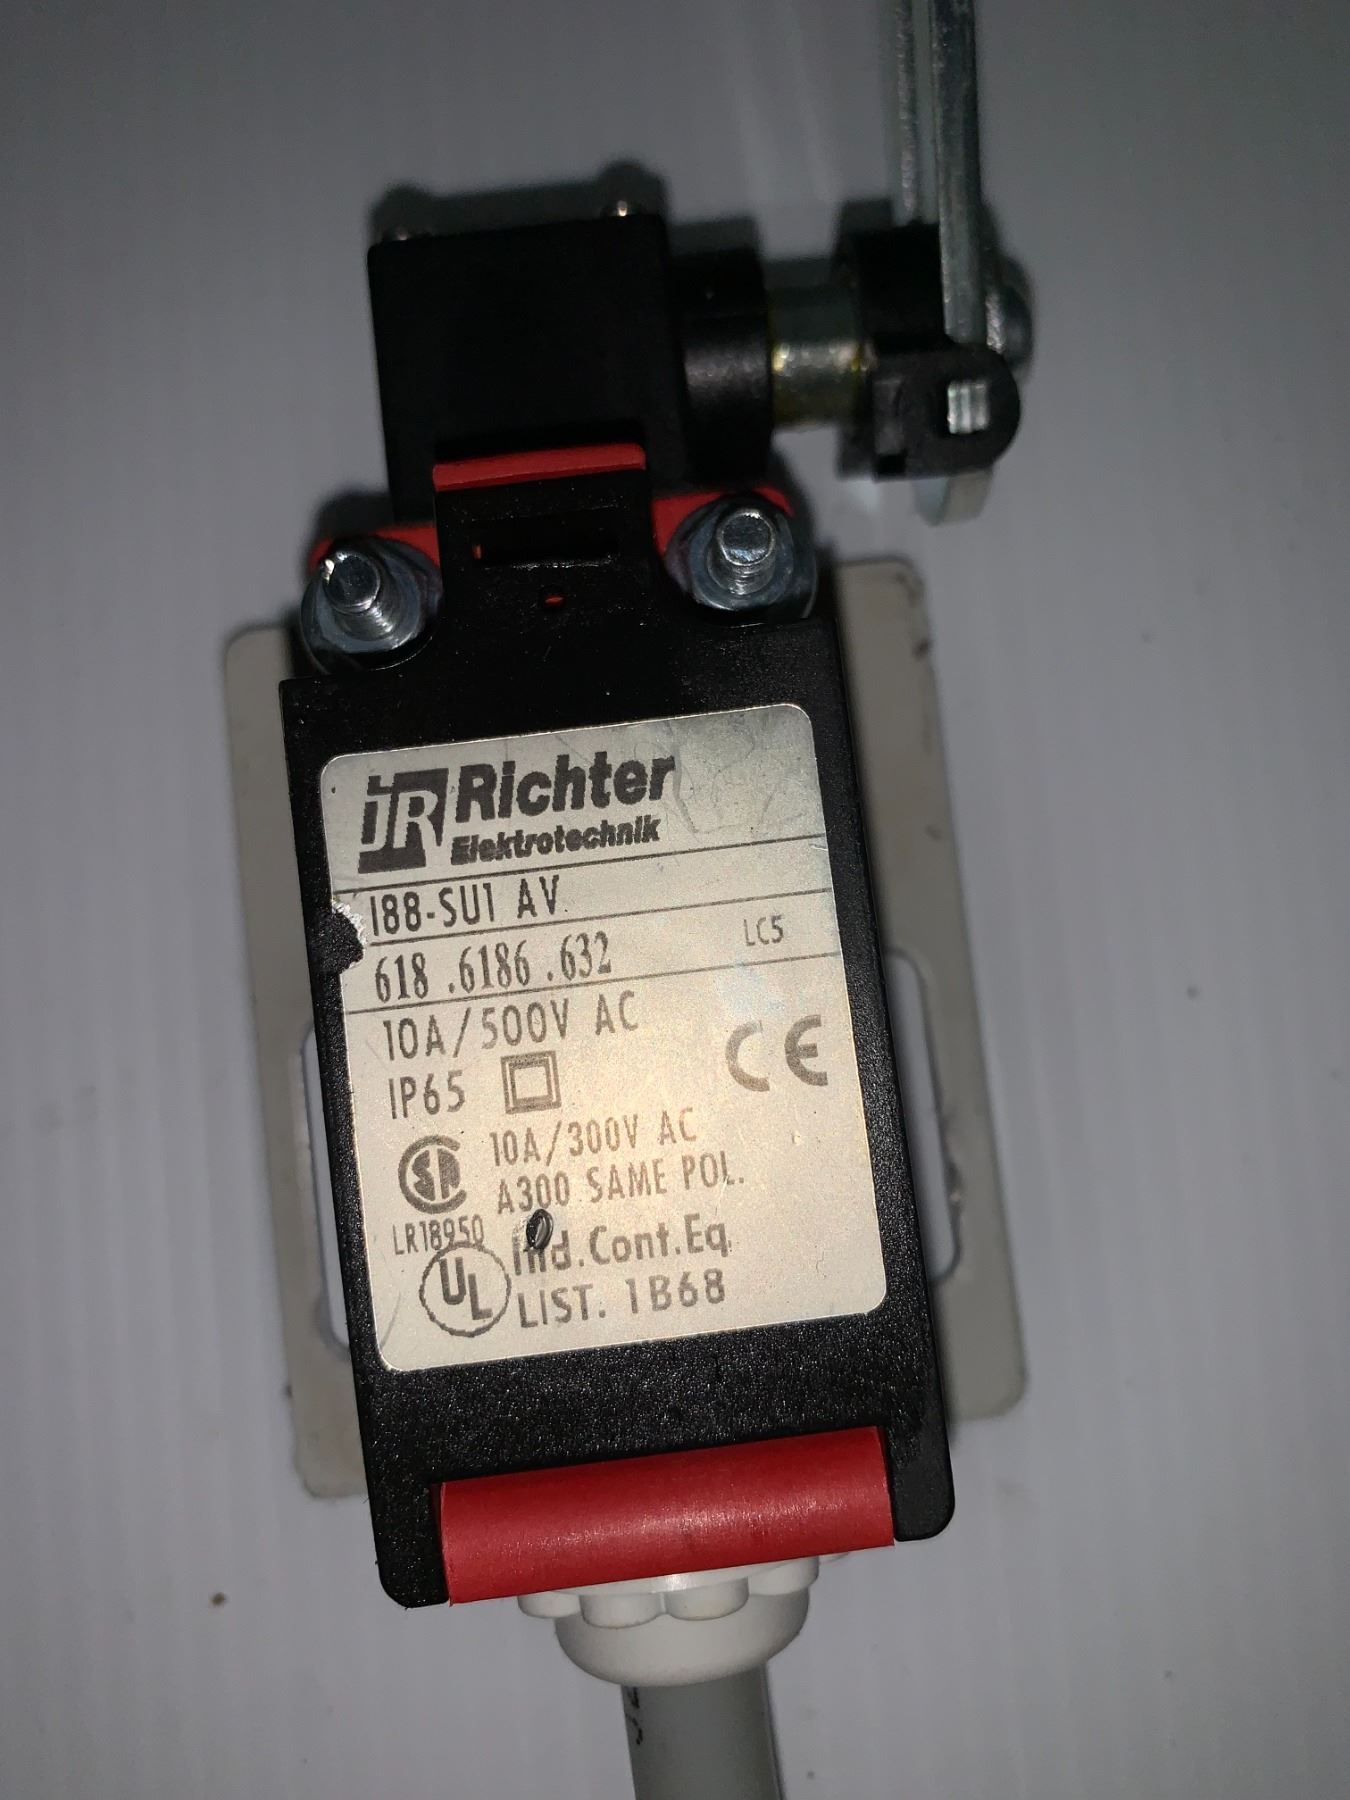 Richter
Elektrotechnik
I88-SU1 AV
618.6186.632 LC5
10A/500V AC
IP65 CE
10A/300V AC
A300 SAME POL.
LR18950
Ind.Cont.Eq.
UL LIST. 1B68